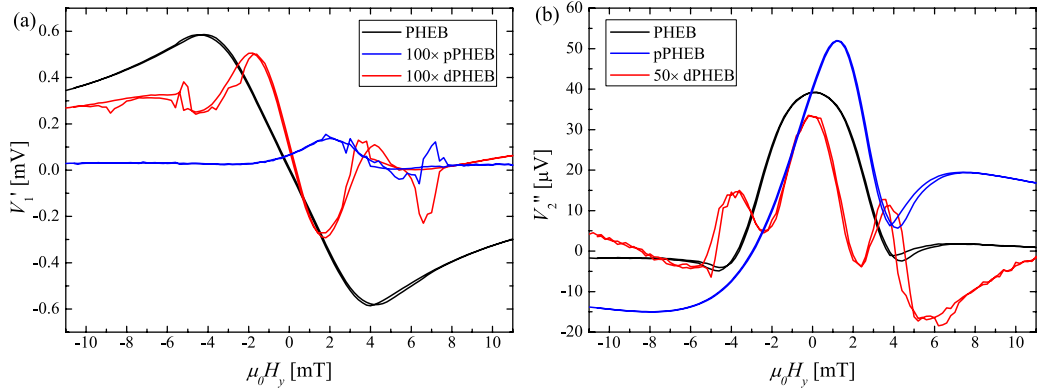 (a)
PHEB
100× pPHEB
100× dPHEB
V1' [mV]
0.6
0.4
0.2
0.0
-0.2
-0.4
-0.6
-10 -8 -6 -4 -2 0 2 4 6 8 10
μ0Hy [mT]
(b)
PHEB
pPHEB
50× dPHEB
V2'' [μV]
60
50
40
30
20
10
0
-10
-20
-10 -8 -6 -4 -2 0 2 4 6 8 10
μ0Hy [mT]